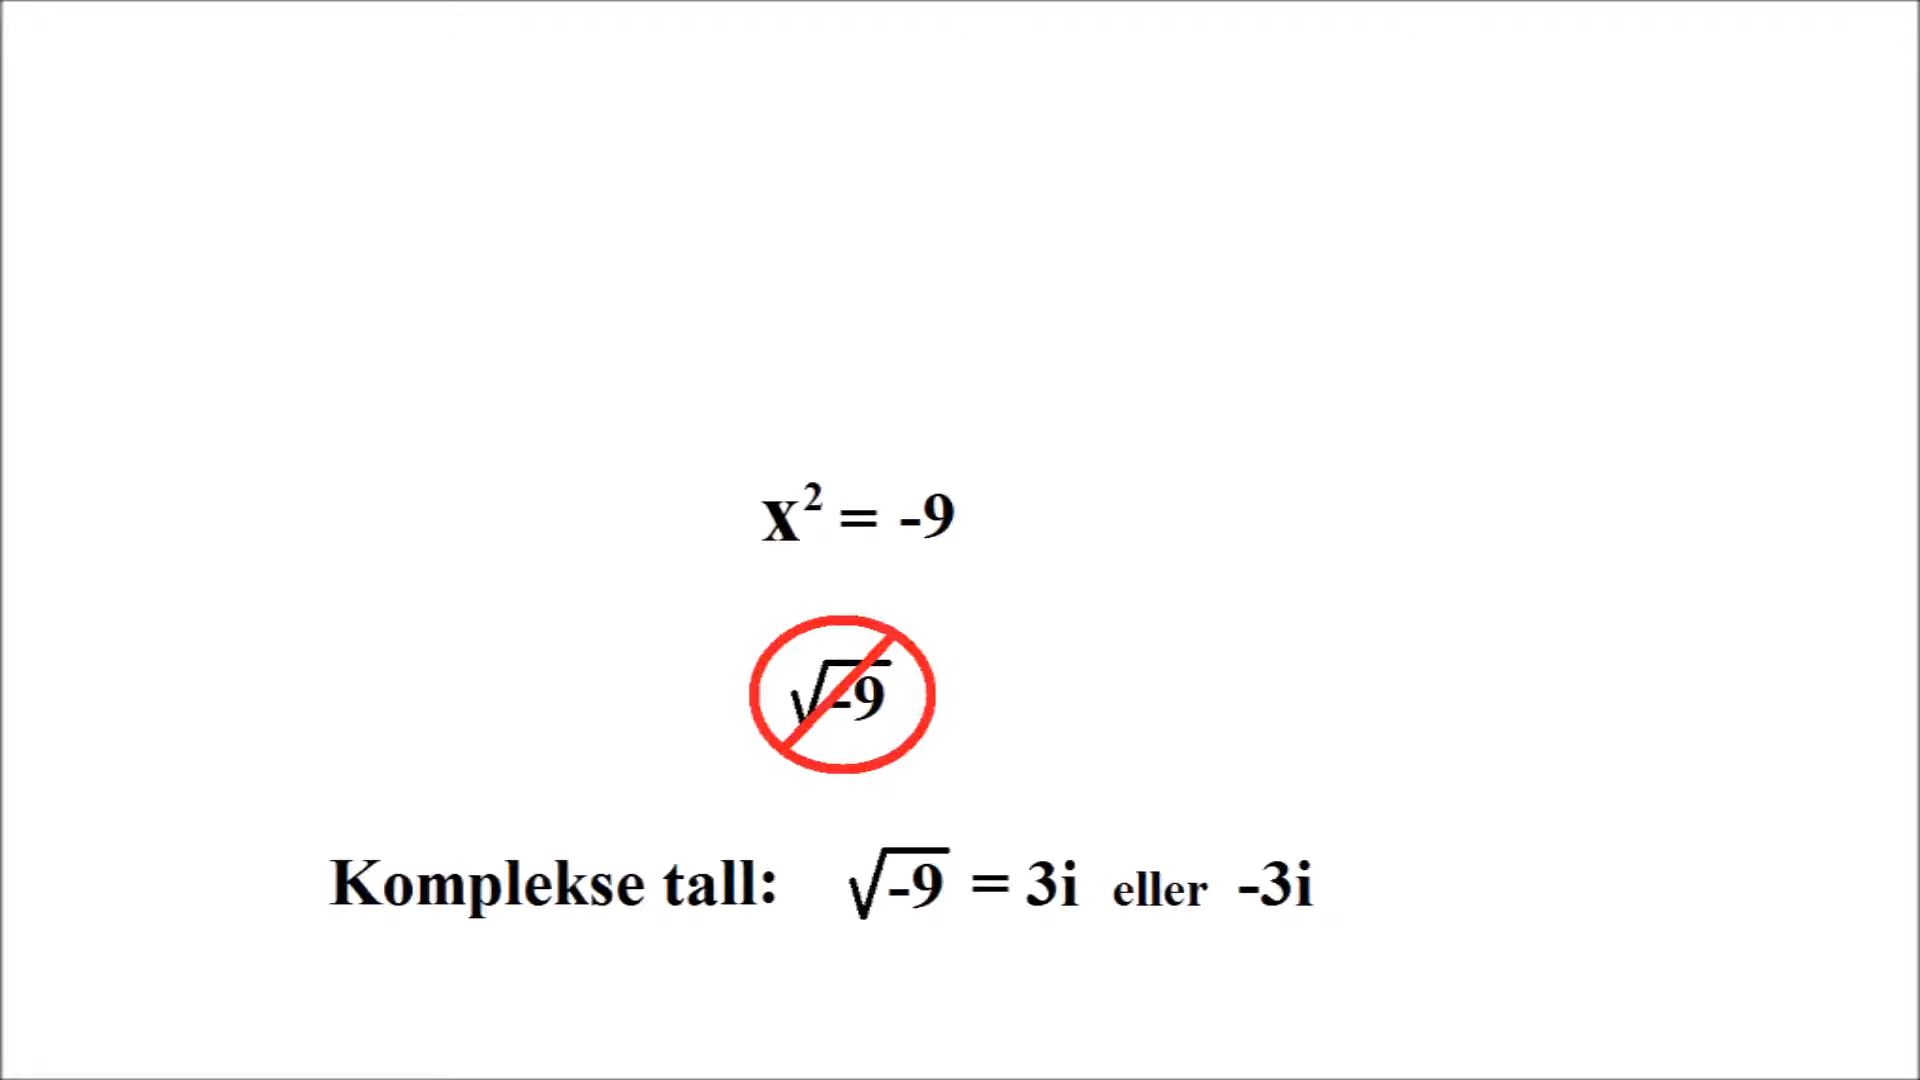 x² = -9
√-9
Komplekse tall: √-9 = 3i eller -3i